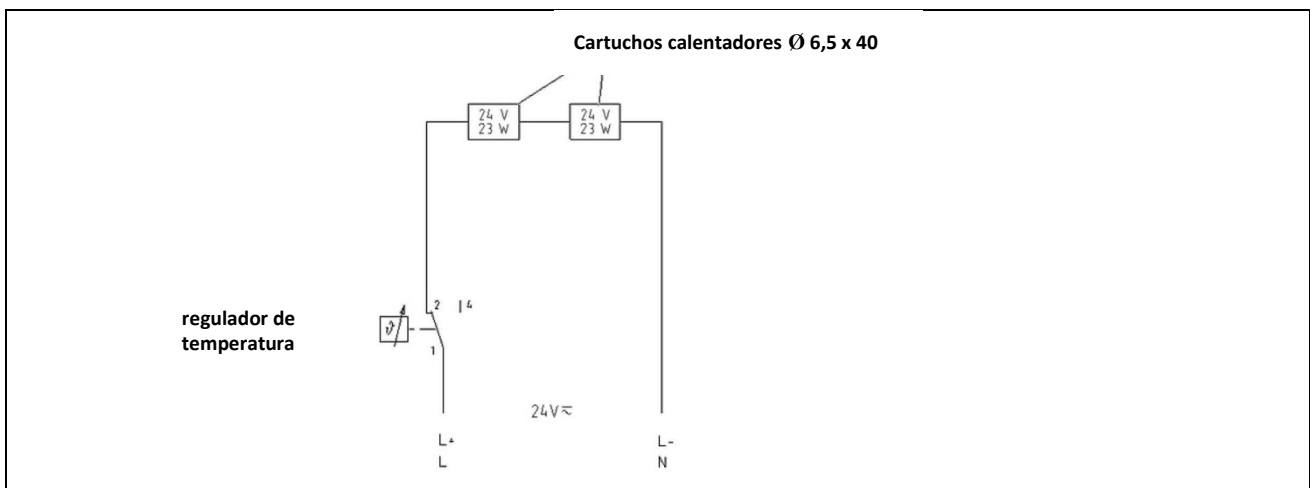 Cartuchos calentadores Ø 6,5 x 40
24 V
23 W
24 V
23 W
regulador de
temperatura
ϑ
2
4
1
24V≂
L+
L
L-
N